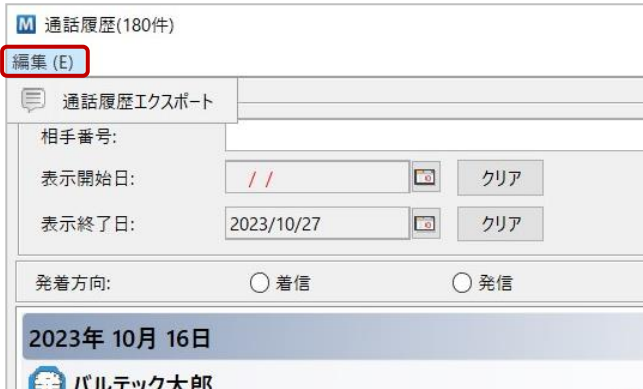 M 通話履歴(180件)
編集 (E)
通話履歴エクスポート
相手番号:
表示開始日: / / クリア
表示終了日: 2023/10/27 クリア
発着方向: 着信 発信
2023年 10月 16日
バルテック太郎